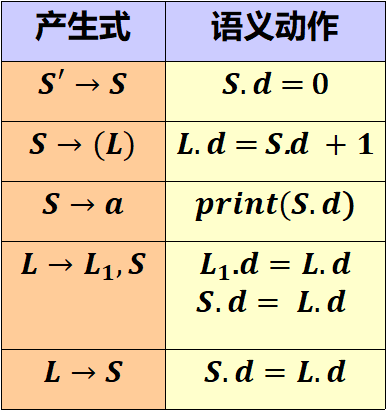 产生式 语义动作
S′ → S S.d = 0
S → (L) L.d = S.d + 1
S → a print(S.d)
L → L₁, S L₁.d = L.d
S.d = L.d
L → S S.d = L.d